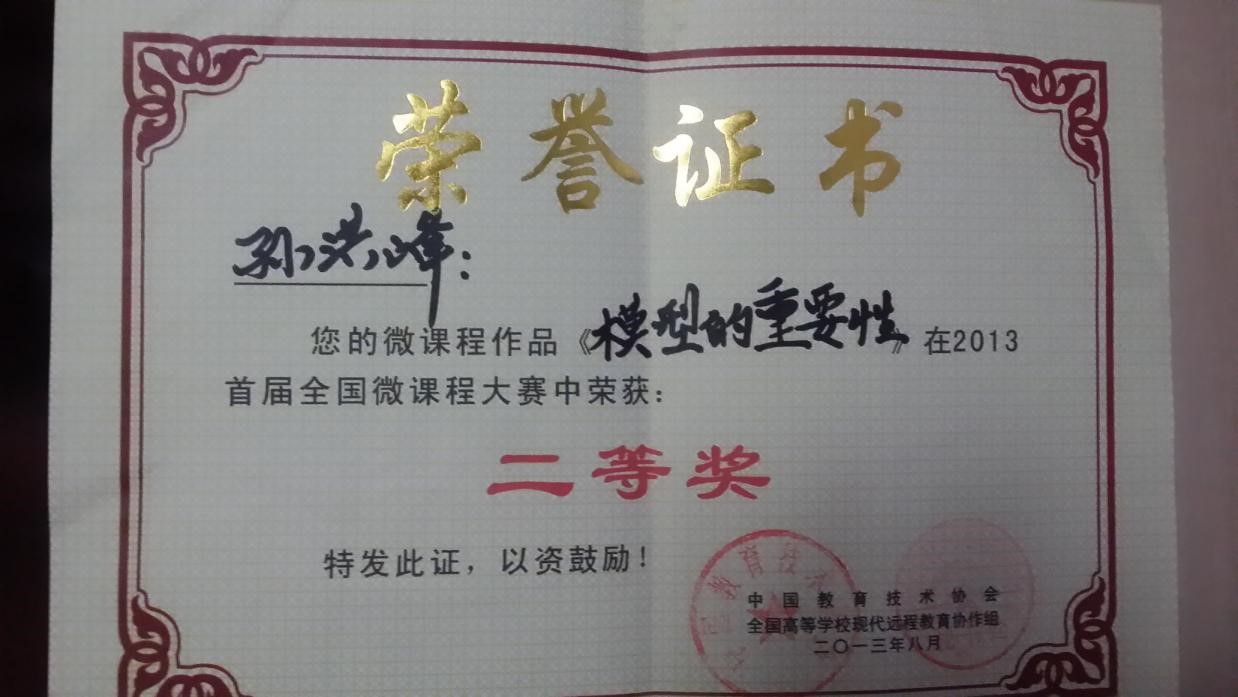 荣誉证书
孙洪峰:
您的微课程作品《模型的重要性》在2013
首届全国微课程大赛中荣获:
二等奖
特发此证,以资鼓励!
中国教育技术协会
全国高等学校现代远程教育协作组
二〇一三年八月